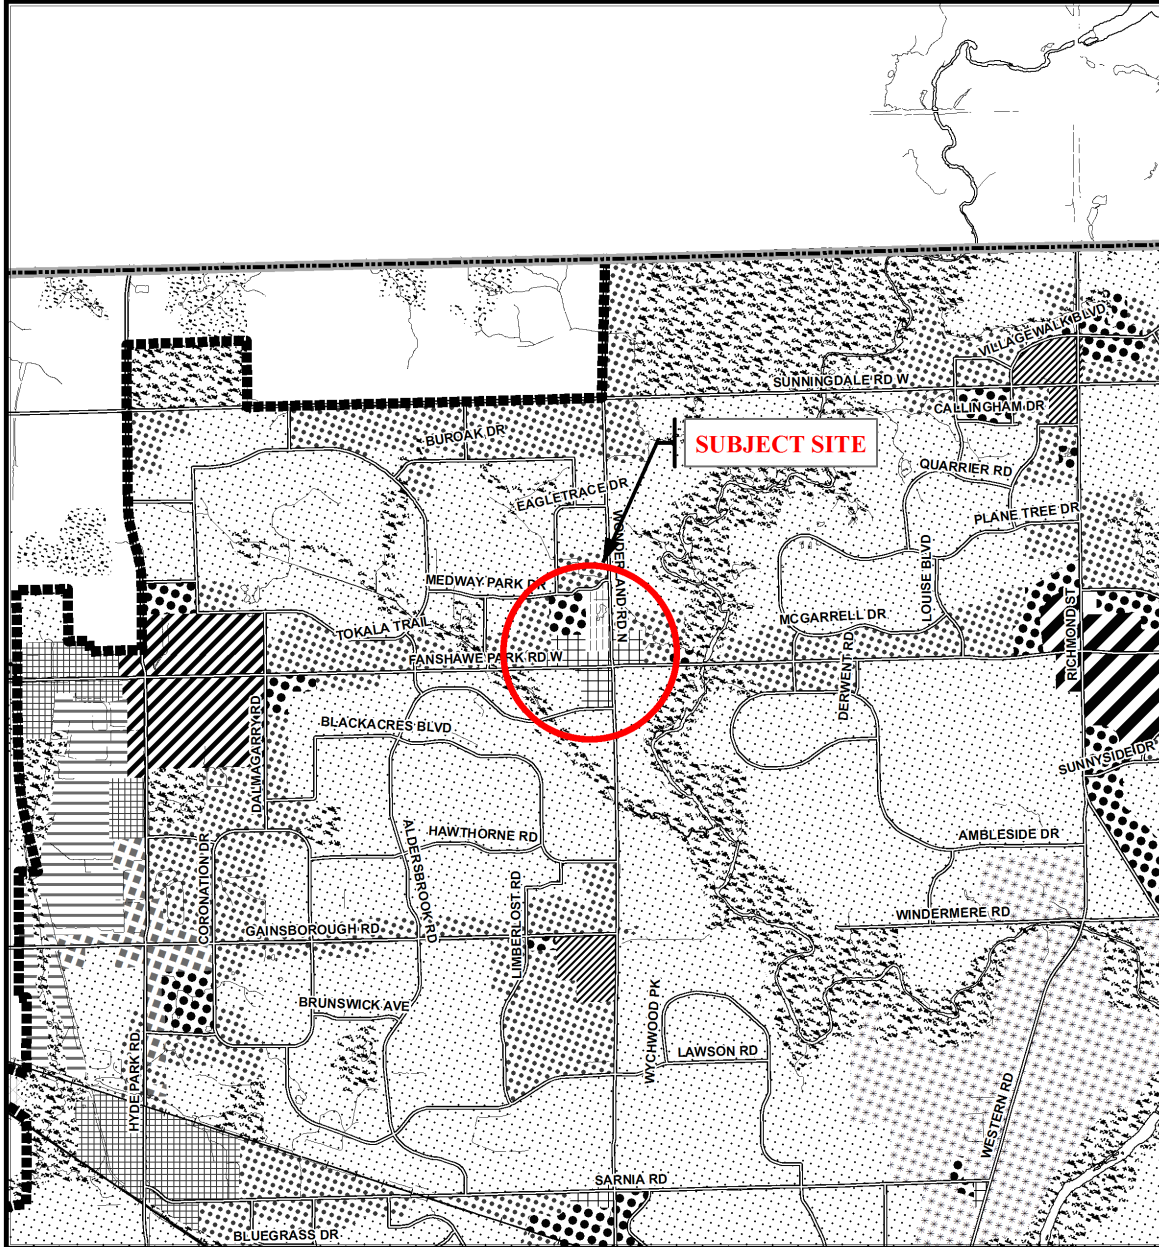 VILLAGEWALK BLVD
SUNNINGDALE RD W
CALLINGHAM DR
BUROAK DR
SUBJECT SITE
QUARRIER RD
EAGLETRACE DR
PLANE TREE DR
WONDERLAND RD N
LOUISE BLVD
MEDWAY PARK DR
RICHMOND ST
MCGARRELL DR
TOKALA TRAIL
FANSHAWE PARK RD W
DERWENT RD
BLACKACRES BLVD
DALMAGARRY RD
SUNNYSIDE DR
HAWTHORNE RD
AMBLESIDE DR
ALDERSBROOK RD
CORONATION DR
LIMBERLOST RD
WINDERMERE RD
GAINSBOROUGH RD
BRUNSWICK AVE
WYCHWOOD PK
LAWSON RD
HYDE PARK RD
WESTERN RD
SARNIA RD
BLUEGRASS DR